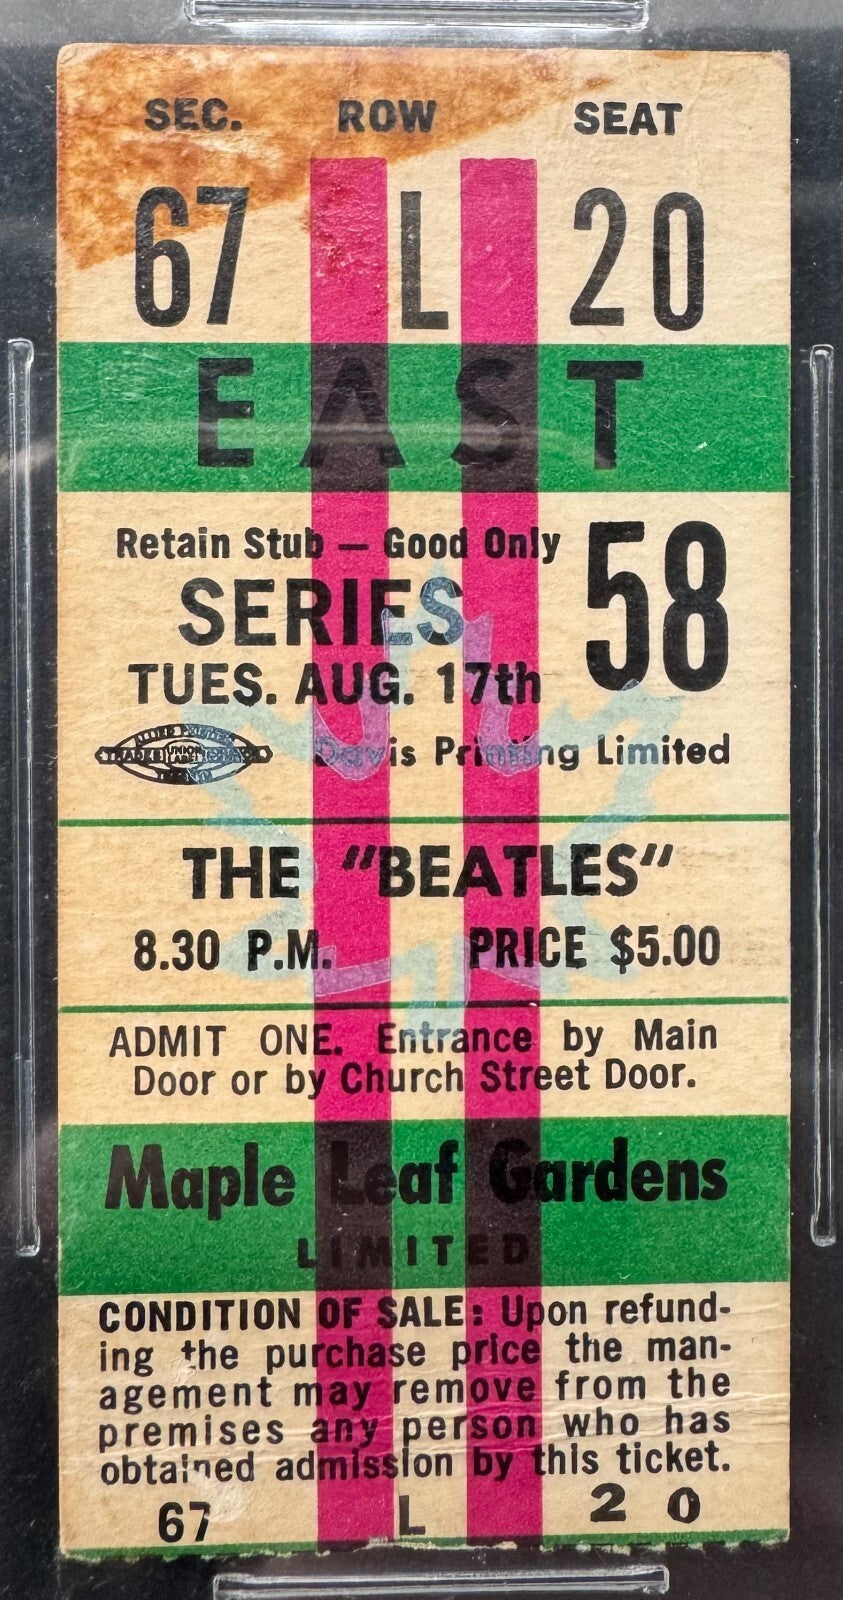 SEC. ROW SEAT
67 L 20
EAST
Retain Stub — Good Only
SERIES 58
TUES. AUG. 17th
UNION LABEL
Davis Printing Limited
THE "BEATLES"
8.30 P.M. PRICE $5.00
ADMIT ONE. Entrance by Main
Door or by Church Street Door.
Maple Leaf Gardens
LIMITED
CONDITION OF SALE: Upon refund-
ing the purchase price the man-
agement may remove from the
premises any person who has
obtained admission by this ticket.
67 L 20